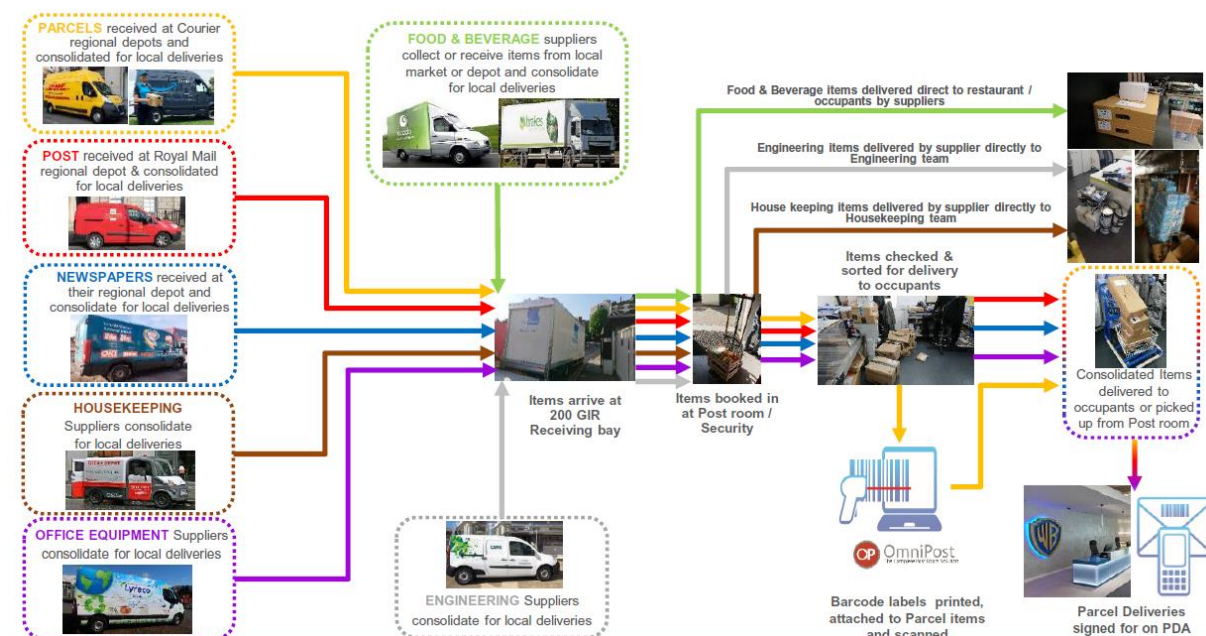 PARCELS received at Courier
regional depots and
consolidated for local deliveries
FOOD & BEVERAGE suppliers
collect or receive items from local
market or depot and consolidate
for local deliveries
POST received at Royal Mail
regional depot & consolidated
for local deliveries
NEWSPAPERS received at
their regional depot and
consolidate for local deliveries
HOUSEKEEPING
Suppliers consolidate
for local deliveries
OFFICE EQUIPMENT Suppliers
consolidate for local deliveries
Lyreco
ENGINEERING Suppliers
consolidate for local deliveries
Food & Beverage items delivered direct to restaurant /
occupants by suppliers
Engineering items delivered by supplier directly to
Engineering team
House keeping items delivered by supplier directly to
Housekeeping team
Items arrive at
200 GIR
Receiving bay
Items booked in
at Post room /
Security
Items checked &
sorted for delivery
to occupants
OP OmniPost
Barcode labels printed,
attached to Parcel items
and scanned
Consolidated Items
delivered to
occupants or picked
up from Post room
Parcel Deliveries
signed for on PDA